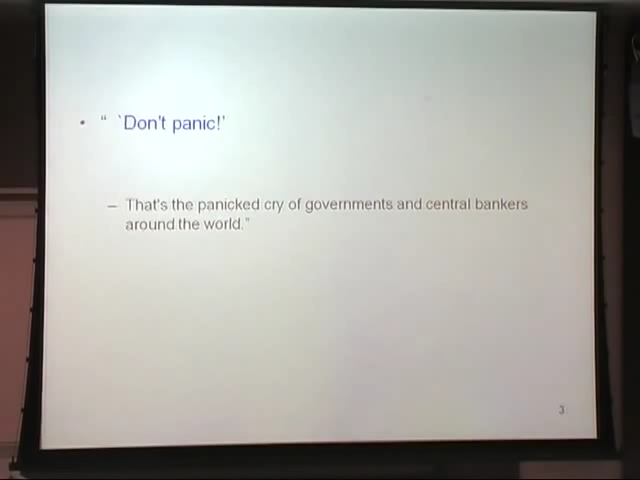 • “ `Don't panic!'
– That's the panicked cry of governments and central bankers
around the world.”
3